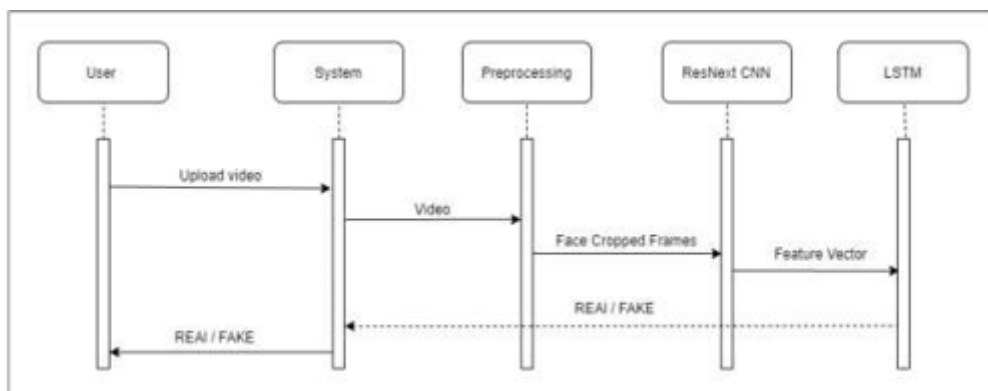 User
System
Preprocessing
ResNext CNN
LSTM
Upload video
Video
Face Cropped Frames
Feature Vector
REAl / FAKE
REAl / FAKE